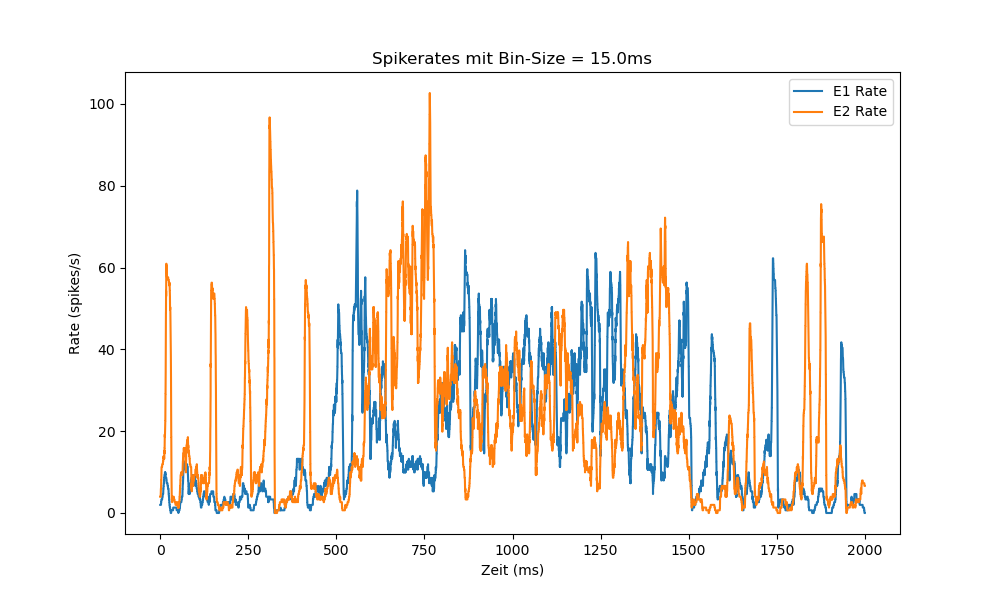 Spikerates mit Bin-Size = 15.0ms
E1 Rate
E2 Rate
Rate (spikes/s)
100
80
60
40
20
0
0 250 500 750 1000 1250 1500 1750 2000
Zeit (ms)